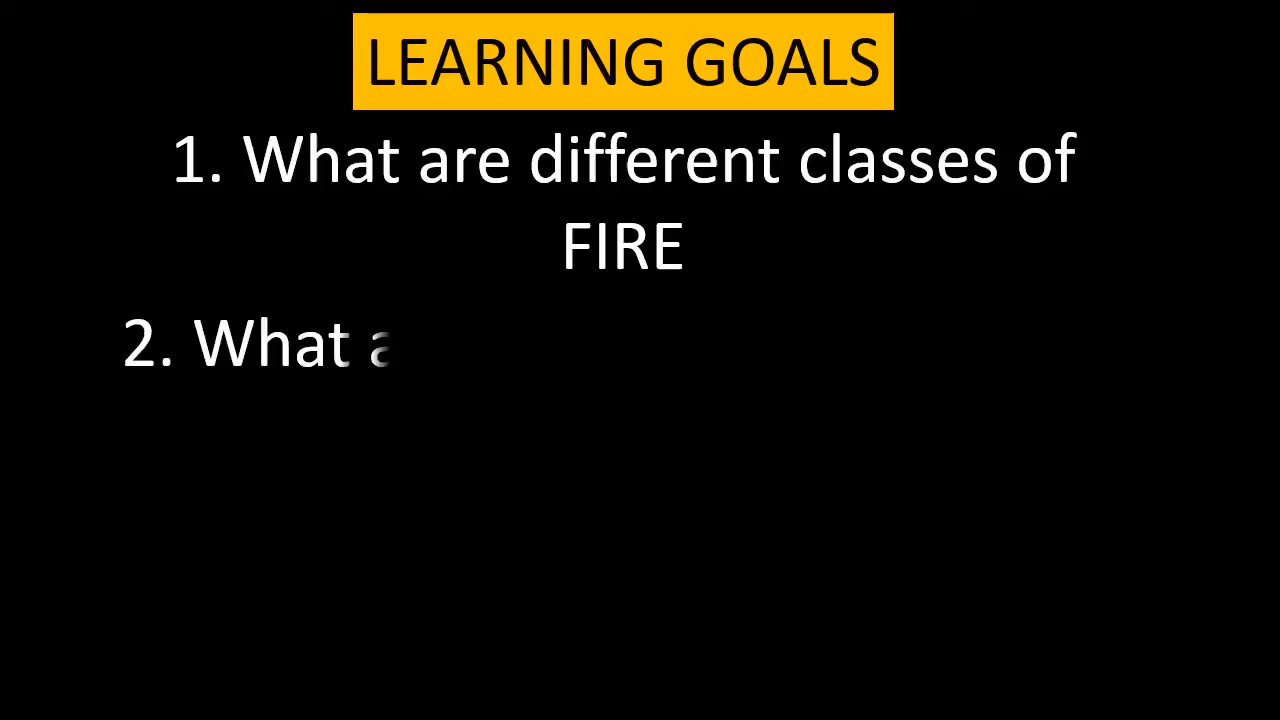 LEARNING GOALS
1. What are different classes of
FIRE
2. What